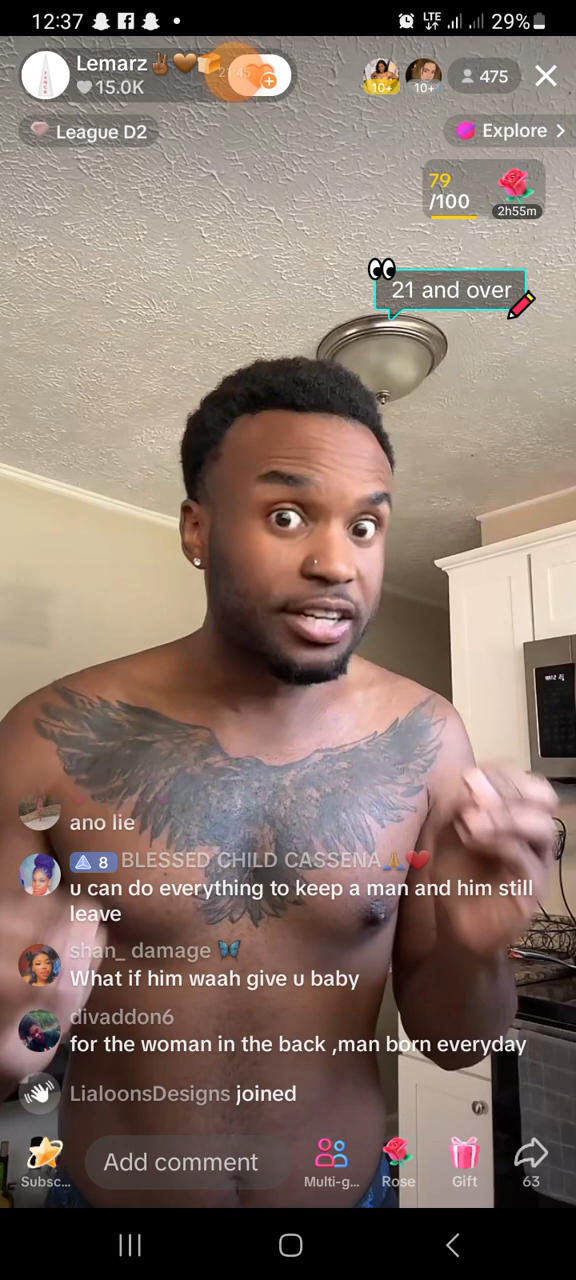 12:37
LTE
29%
Lemarz
15.0K
10+
10+
475
League D2
Explore
79
/100
2h55m
21 and over
ano lie
8 BLESSED CHILD CASSENA
u can do everything to keep a man and him still
leave
shan_ damage
What if him waah give u baby
divaddon6
for the woman in the back ,man born everyday
LialoonsDesigns joined
Subsc...
Add comment
Multi-g...
Rose
Gift
63